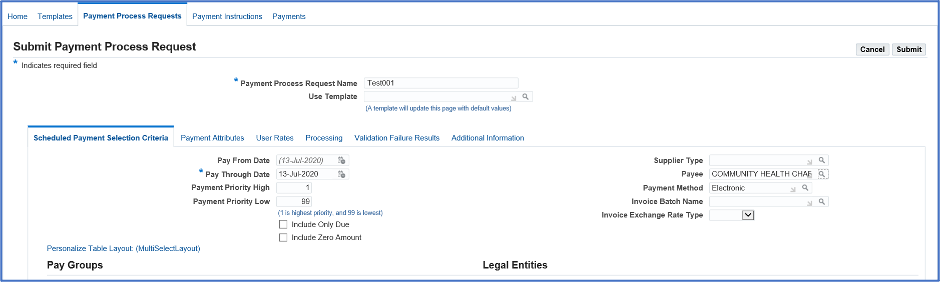 Home Templates Payment Process Requests Payment Instructions Payments
Submit Payment Process Request
Cancel Submit
* Indicates required field
* Payment Process Request Name Test001
Use Template
(A template will update this page with default values)
Scheduled Payment Selection Criteria Payment Attributes User Rates Processing Validation Failure Results Additional Information
Pay From Date (13-Jul-2020)
Supplier Type
* Pay Through Date 13-Jul-2020
Payee COMMUNITY HEALTH
Payment Priority High 1
Payment Method Electronic
Payment Priority Low 99
Invoice Batch Name
(1 is highest priority, and 99 is lowest)
Invoice Exchange Rate Type
Include Only Due
Include Zero Amount
Personalize Table Layout: (MultiSelectLayout)
Pay Groups Legal Entities